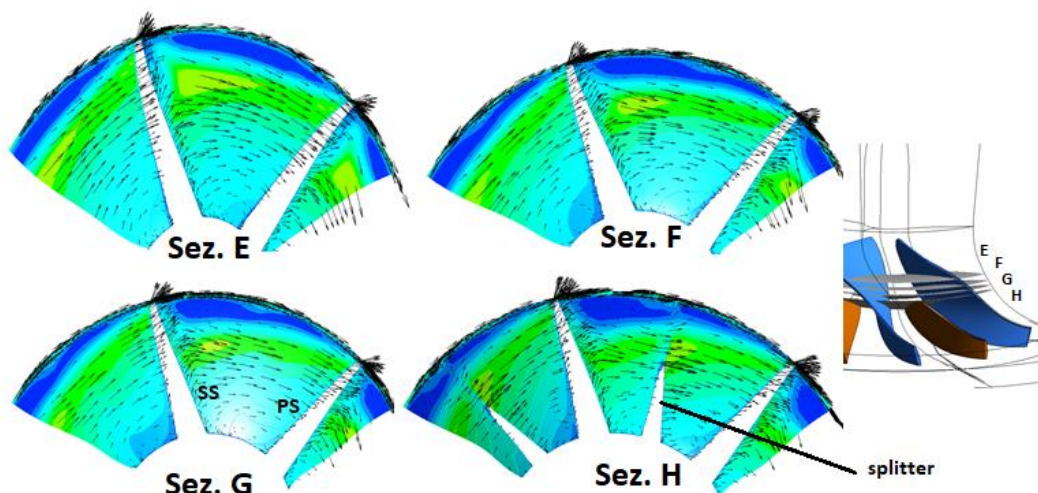 Sez. E
Sez. F
E
F
G
H
SS
PS
Sez. G
Sez. H
splitter